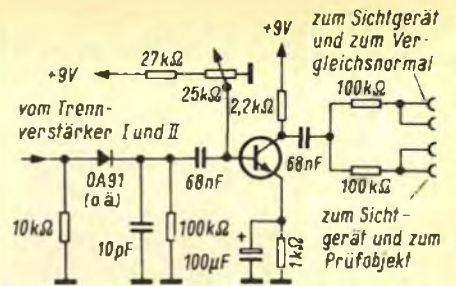 zum Sichtgerät
und zum Ver-
gleichsnormal
+9V
27kΩ
+9V
25kΩ
100kΩ
2,2kΩ
vom Trenn-
verstärker I und II
68nF
68nF
OA91
(o.ä.)
100kΩ
10kΩ
10pF
100kΩ
100µF
+
1kΩ
zum Sicht-
gerät und zum
Prüfobjekt